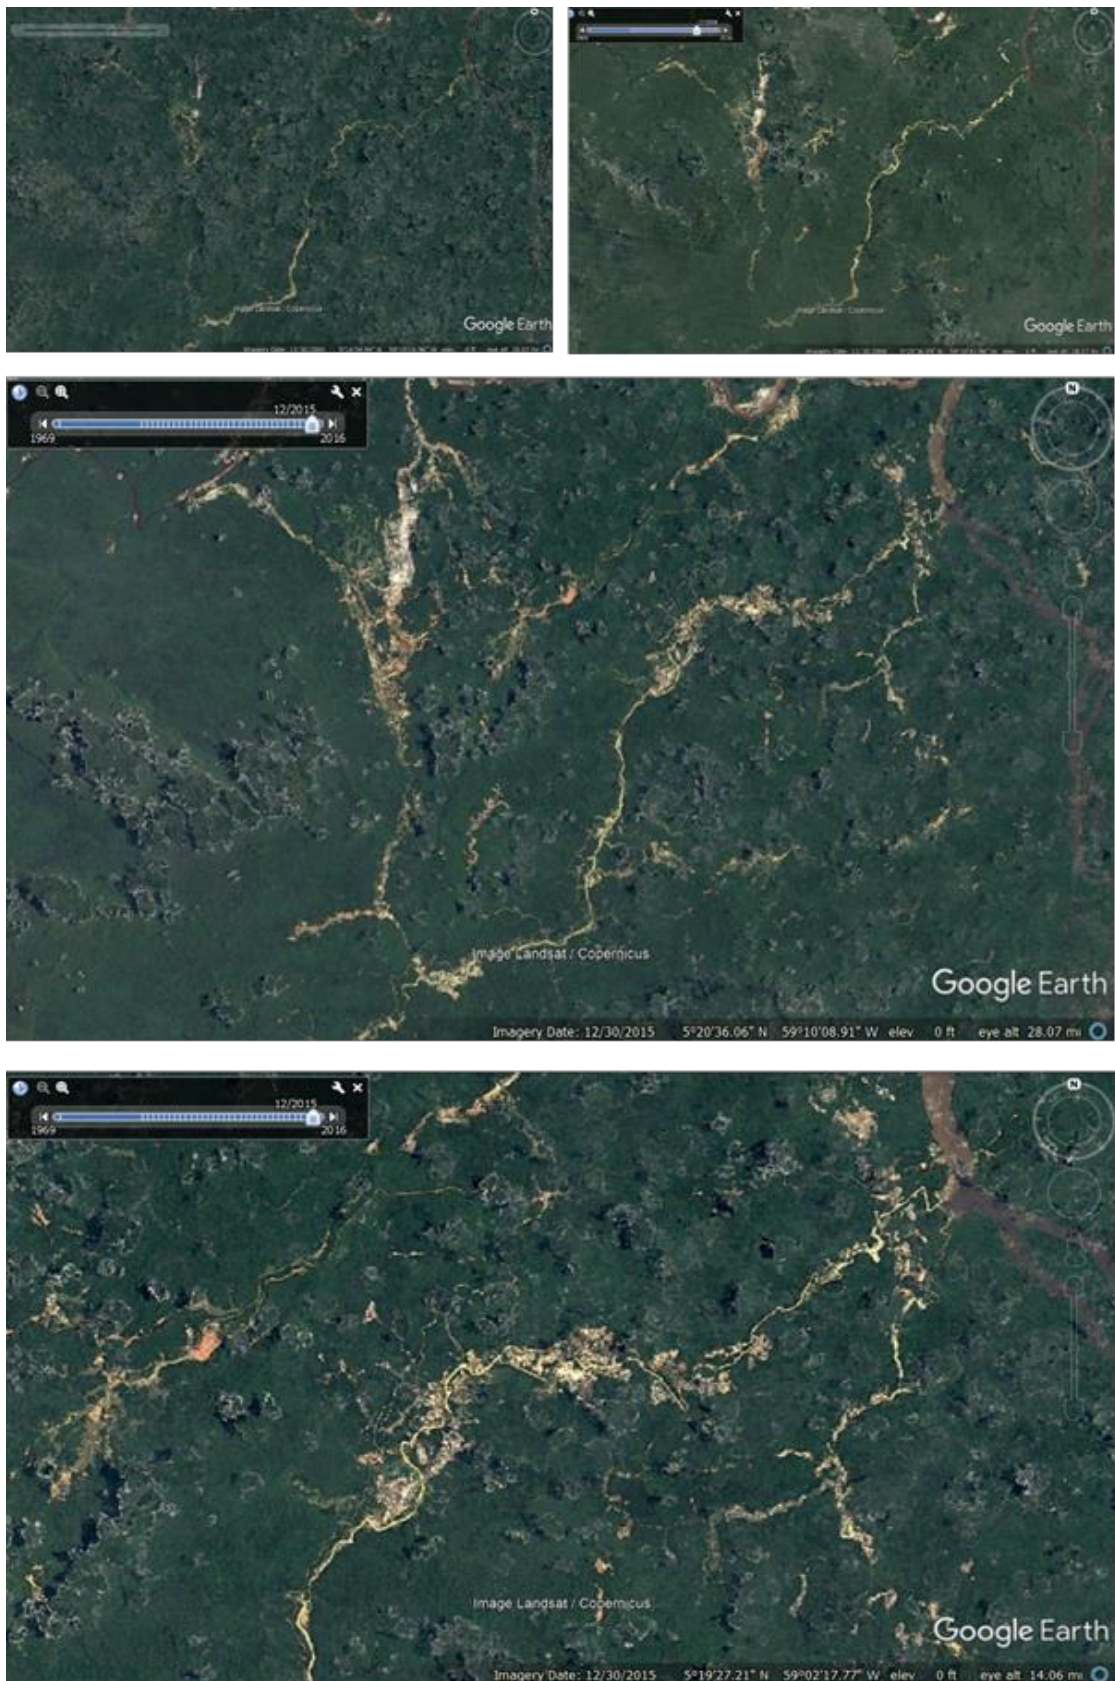 Google Earth
Google Earth
12/2015
1969
2016
N
Image Landsat / Copernicus
Google Earth
Imagery Date: 12/30/2015 5°20'36.06" N 59°10'08.91" W elev 0 ft eye alt 28.07 mi
12/2015
1969
2016
N
Image Landsat / Copernicus
Google Earth
Imagery Date: 12/30/2015 5°19'27.21" N 59°02'17.77" W elev 0 ft eye alt 14.06 mi